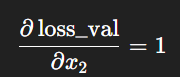 ∂ loss_val / ∂x₂ = 1